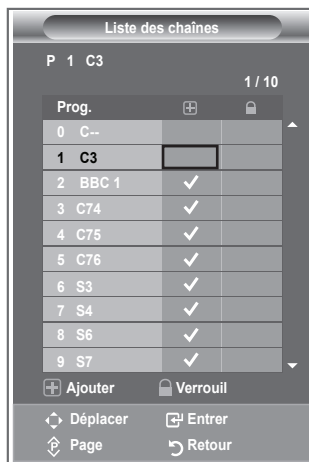 Liste des chaînes
P 1 C3
1 / 10
Prog.
0 C--
1 C3
2 BBC 1
3 C74
4 C75
5 C76
6 S3
7 S4
8 S6
9 S7
Ajouter Verrouil
Déplacer Entrer
Page Retour